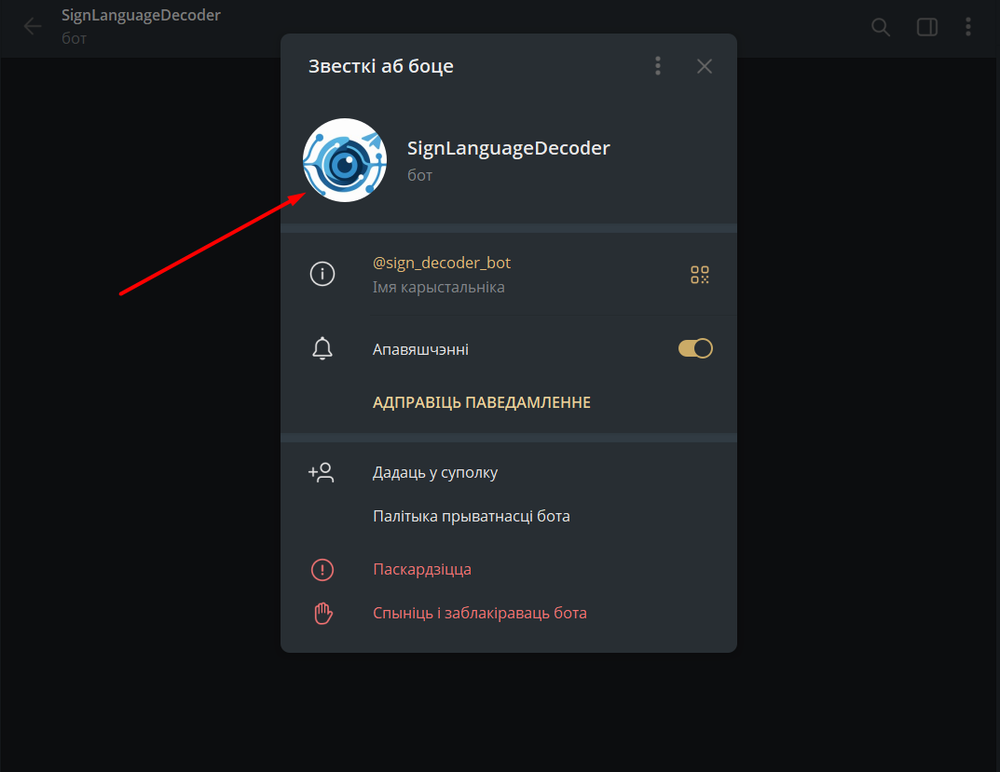 SignLanguageDecoder
бот
Звесткі аб боце
SignLanguageDecoder
бот
@sign_decoder_bot
Імя карыстальніка
Апавяшчэнні
АДПРАВІЦЬ ПАВЕДАМЛЕННЕ
Дадаць у суполку
Палітыка прыватнасці бота
Паскардзіцца
Спыніць і заблакіраваць бота